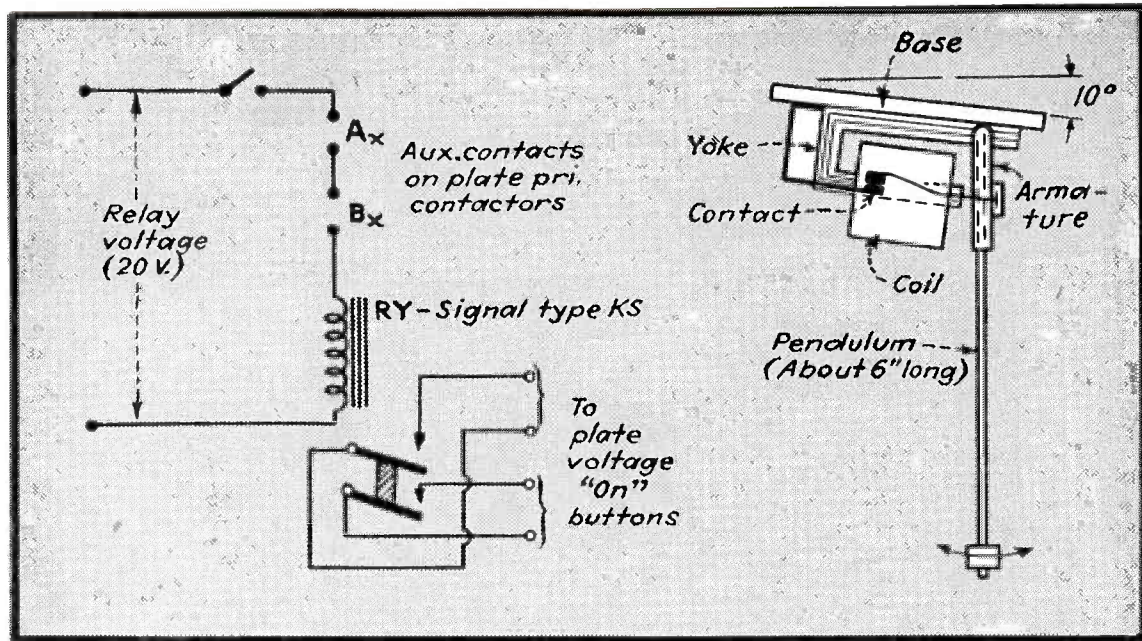 Ax
Bx
Aux. contacts
on plate pri.
contactors
Relay
voltage
(20 V.)
RY - Signal type KS
To
plate
voltage
"On"
buttons
Base
10°
Yoke
Arma-
ture
Contact
Coil
Pendulum
(About 6" long)